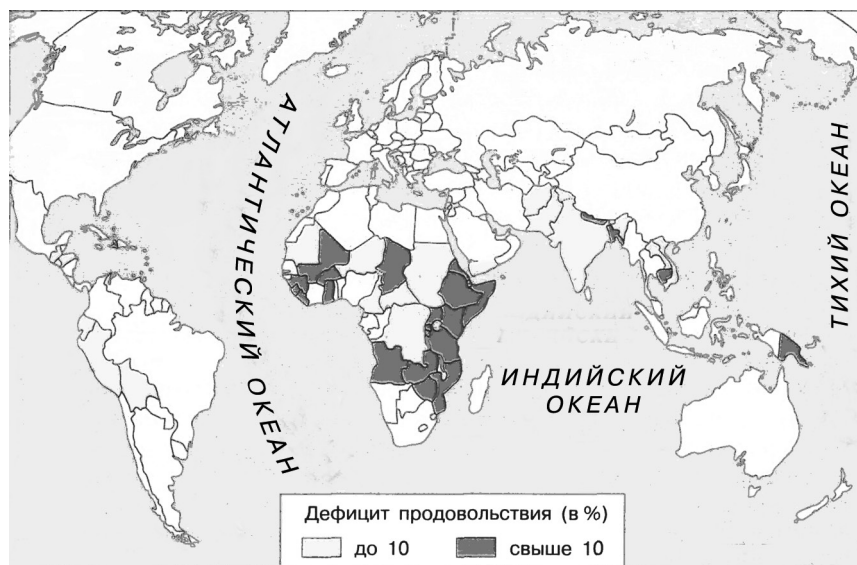 АТЛАНТИЧЕСКИЙ ОКЕАН
ТИХИЙ ОКЕАН
ИНДИЙСКИЙ
ОКЕАН
Дефицит продовольствия (в %)
до 10
свыше 10